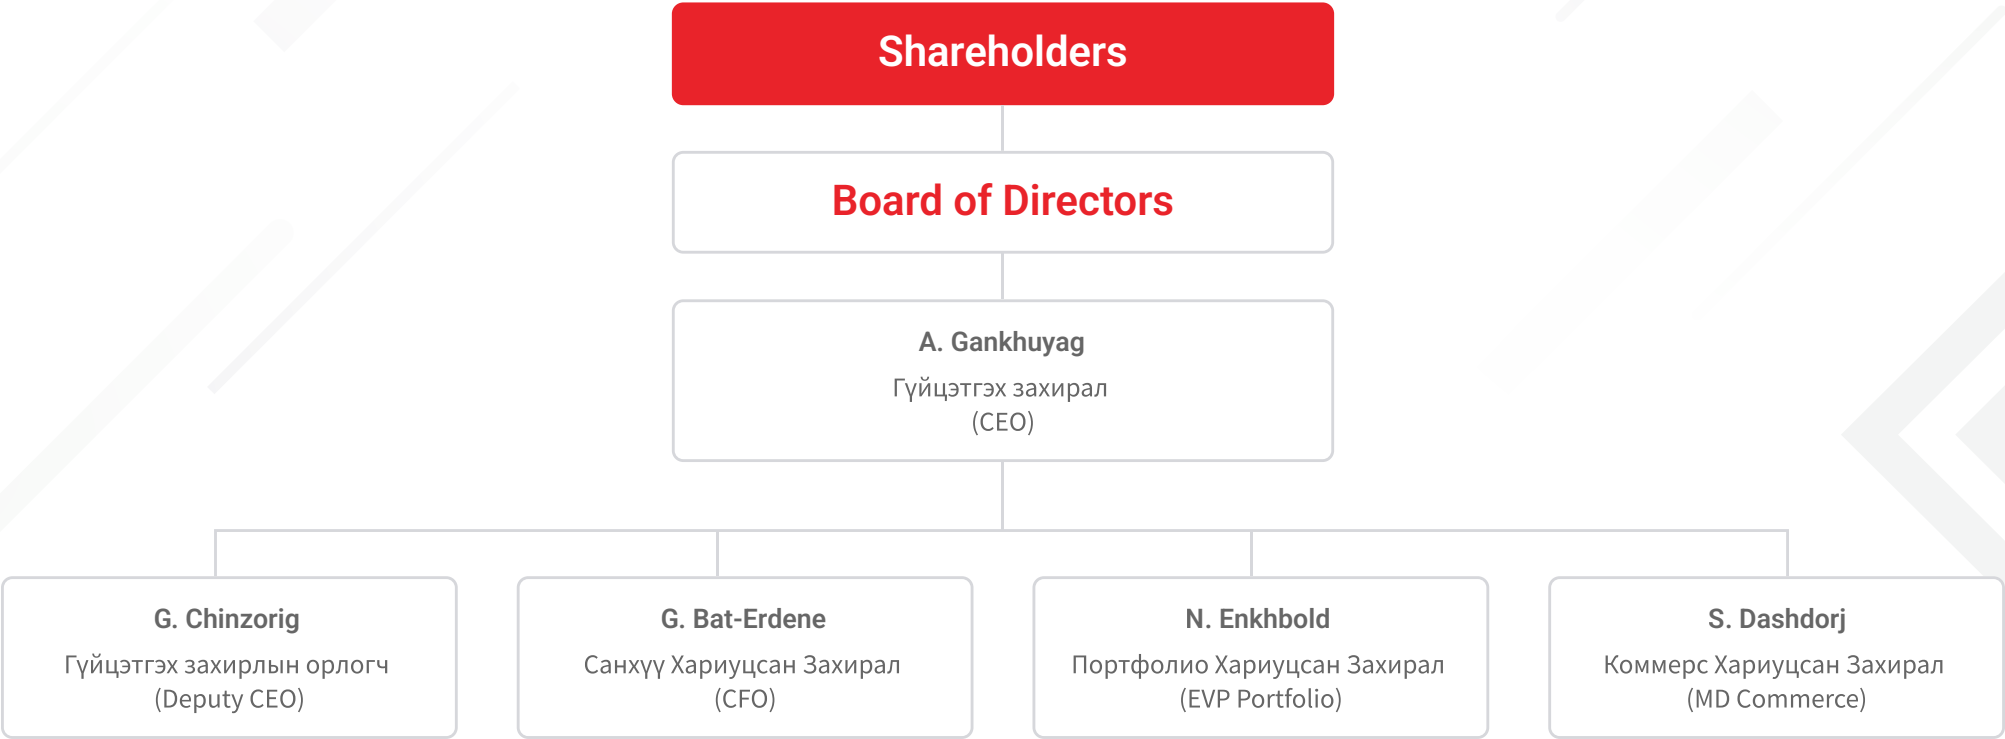 Shareholders
Board of Directors
A. Gankhuyag
Гүйцэтгэх захирал
(CEO)
G. Chinzorig
Гүйцэтгэх захирлын орлогч
(Deputy CEO)
G. Bat-Erdene
Санхүү Хариуцсан Захирал
(CFO)
N. Enkhbold
Портфолио Хариуцсан Захирал
(EVP Portfolio)
S. Dashdorj
Коммерс Хариуцсан Захирал
(MD Commerce)